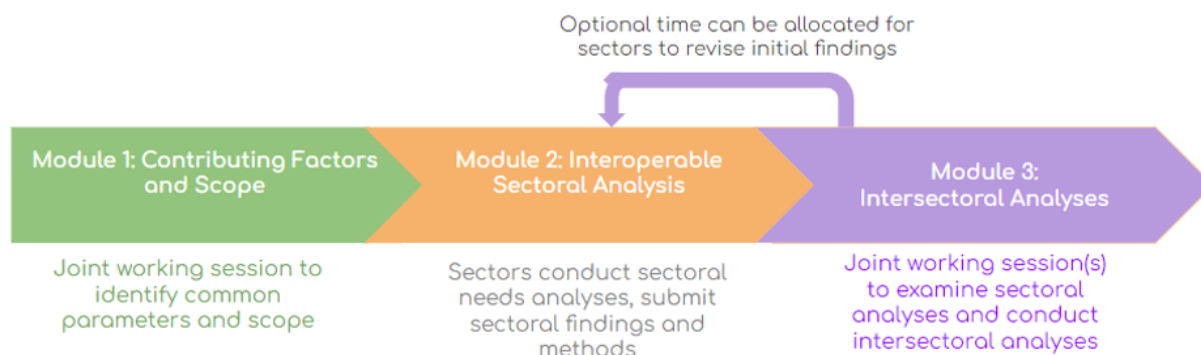 Optional time can be allocated for
sectors to revise initial findings
Module 1: Contributing Factors
and Scope
Module 2: Interoperable
Sectoral Analysis
Module 3:
Intersectoral Analyses
Joint working session to
identify common
parameters and scope
Sectors conduct sectoral
needs analyses, submit
sectoral findings and
methods
Joint working session(s)
to examine sectoral
analyses and conduct
intersectoral analyses